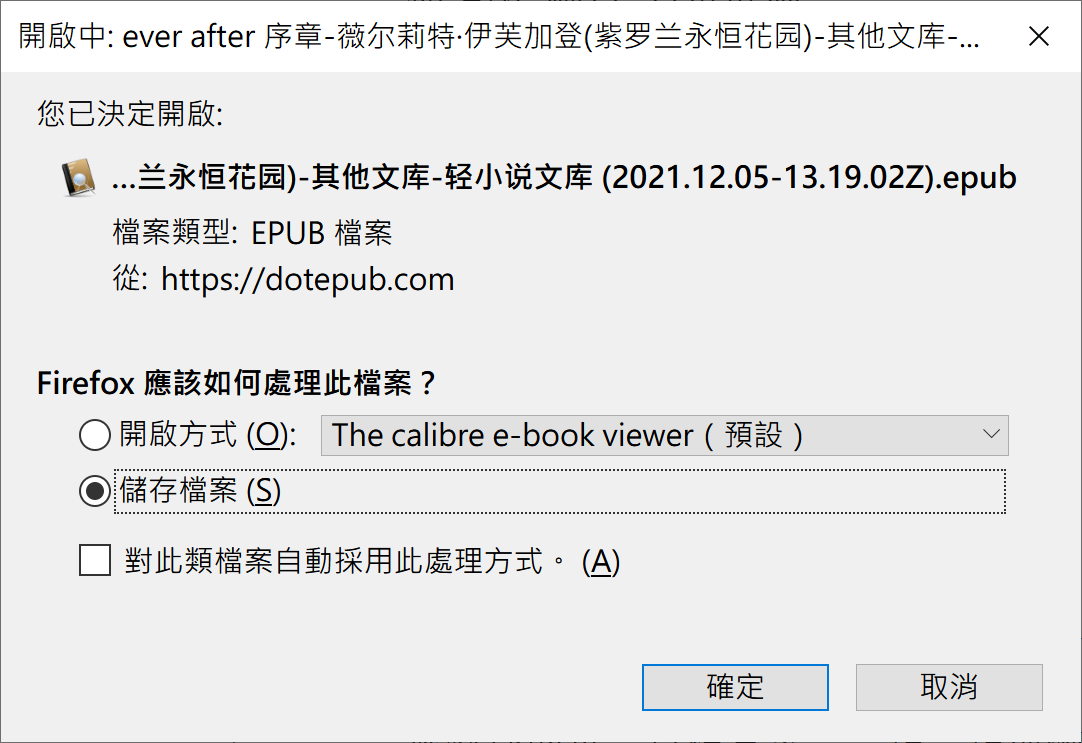 開啟中: ever after 序章-薇尔莉特·伊芙加登(紫罗兰永恒花园)-其他文库-...
您已決定開啟:
...兰永恒花园)-其他文库-轻小说文库 (2021.12.05-13.19.02Z).epub
檔案類型: EPUB 檔案
從: https://dotepub.com
Firefox 應該如何處理此檔案？
開啟方式 (O): The calibre e-book viewer（預設）
儲存檔案 (S)
對此類檔案自動採用此處理方式。(A)
確定 取消